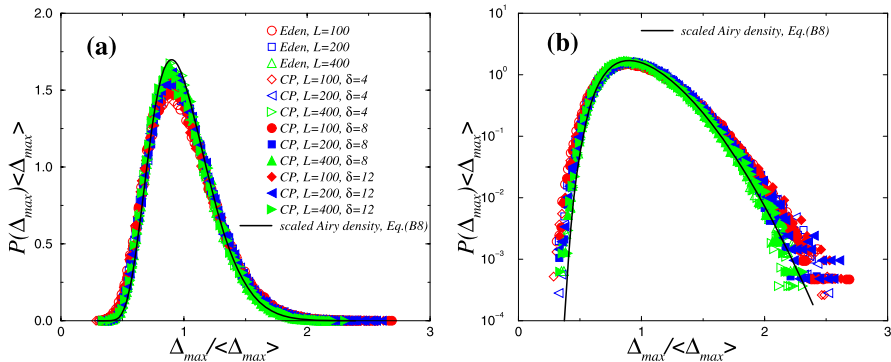 (a)
2.0
1.5
1.0
0.5
0.0
0
1
2
3
P(Δmax)<Δmax>
Δmax/<Δmax>
Eden, L=100
Eden, L=200
Eden, L=400
CP, L=100, δ=4
CP, L=200, δ=4
CP, L=400, δ=4
CP, L=100, δ=8
CP, L=200, δ=8
CP, L=400, δ=8
CP, L=100, δ=12
CP, L=200, δ=12
CP, L=400, δ=12
scaled Airy density, Eq.(B8)
(b)
scaled Airy density, Eq.(B8)
10^1
10^0
10^-1
10^-2
10^-3
10^-4
0
1
2
3
P(Δmax)<Δmax>
Δmax/<Δmax>